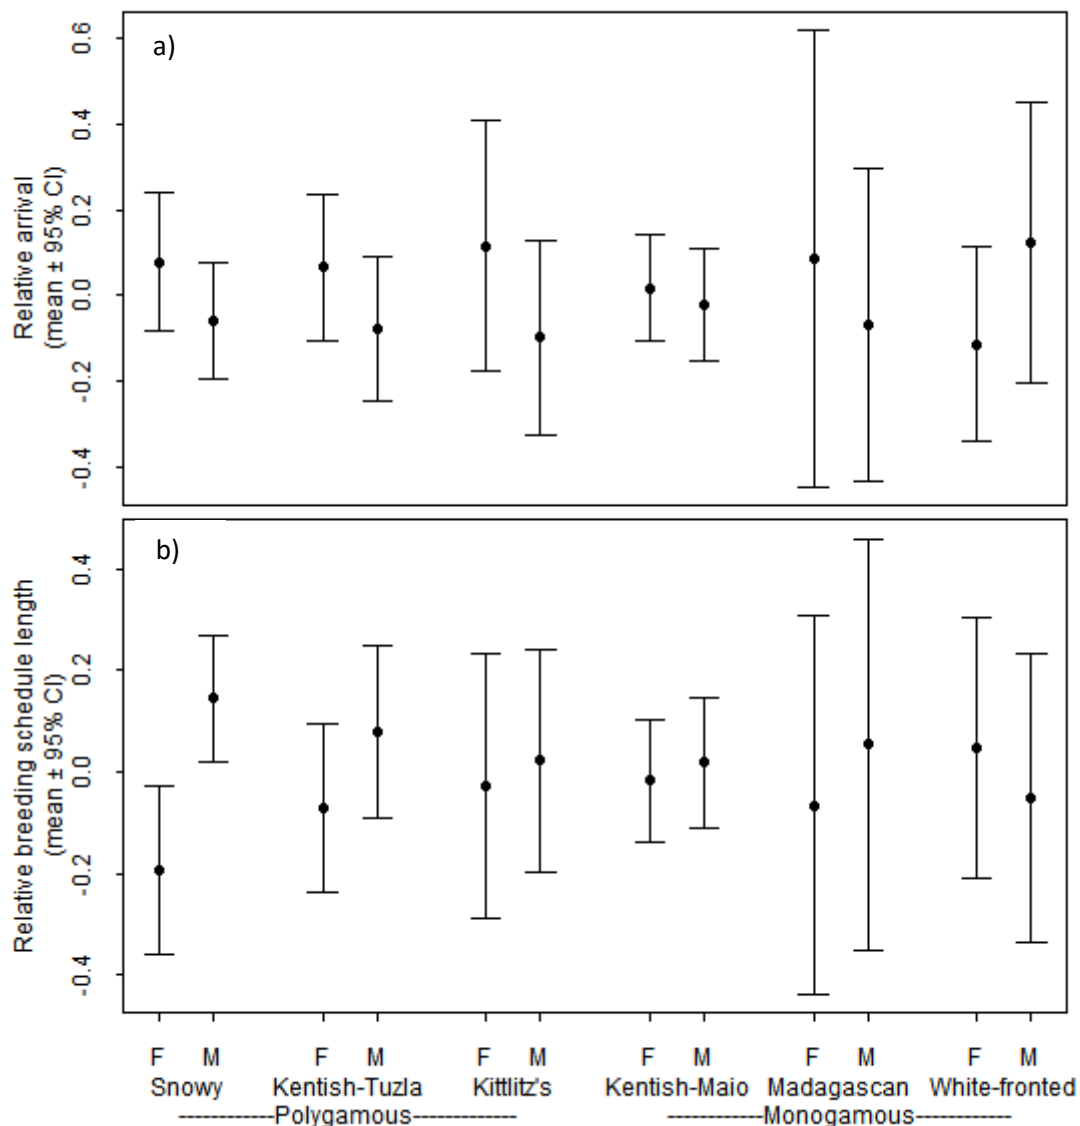 a)
Relative arrival
(mean ± 95% CI)
0.6
0.4
0.2
0.0
-0.2
-0.4
b)
Relative breeding schedule length
(mean ± 95% CI)
0.4
0.2
0.0
-0.2
-0.4
F M F M F M F M F M F M
Snowy Kentish-Tuzla Kittlitz's Kentish-Maio Madagascan White-fronted
-------------Polygamous-------------- -------------Monogamous-------------